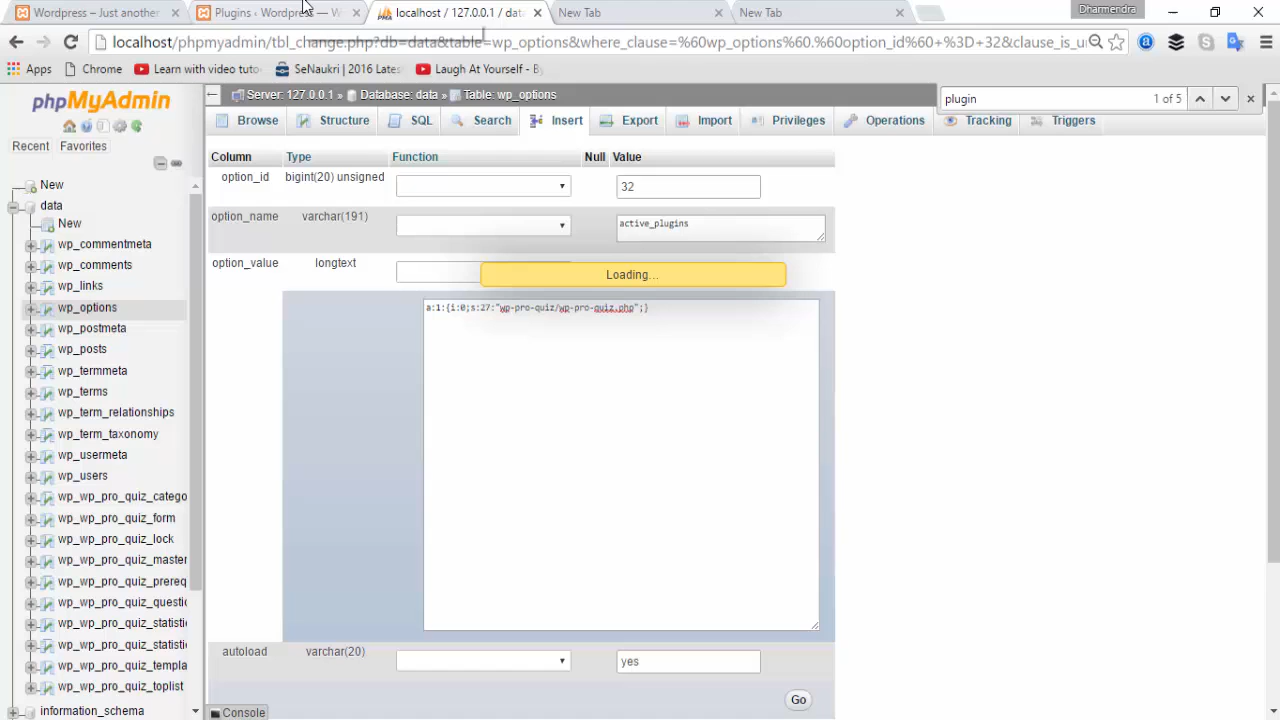 Wordpress – Just another
Plugins ‹ Wordpress — W
localhost / 127.0.0.1 / data
New Tab
New Tab
Dharmendra
localhost/phpmyadmin/tbl_change.php?db=data&table=wp_options&where_clause=%60wp_options%60.%60option_id%60+%3D+32&clause_is_u
Apps
Chrome
Learn with video tuto
SeNaukri | 2016 Lates
Laugh At Yourself - By
phpMyAdmin
Recent
Favorites
New
data
New
wp_commentmeta
wp_comments
wp_links
wp_options
wp_postmeta
wp_posts
wp_termmeta
wp_terms
wp_term_relationships
wp_term_taxonomy
wp_usermeta
wp_users
wp_wp_pro_quiz_catego
wp_wp_pro_quiz_form
wp_wp_pro_quiz_lock
wp_wp_pro_quiz_master
wp_wp_pro_quiz_prereq
wp_wp_pro_quiz_questi
wp_wp_pro_quiz_statisti
wp_wp_pro_quiz_statisti
wp_wp_pro_quiz_templa
wp_wp_pro_quiz_toplist
information_schema
Server: 127.0.0.1 » Database: data » Table: wp_options
plugin 1 of 5
Browse Structure SQL Search Insert Export Import Privileges Operations Tracking Triggers
Column Type Function Null Value
option_id bigint(20) unsigned 32
option_name varchar(191) active_plugins
option_value longtext
Loading...
a:1:{i:0;s:27:"wp-pro-quiz/wp-pro-quiz.php";}
autoload varchar(20) yes
Go
Console